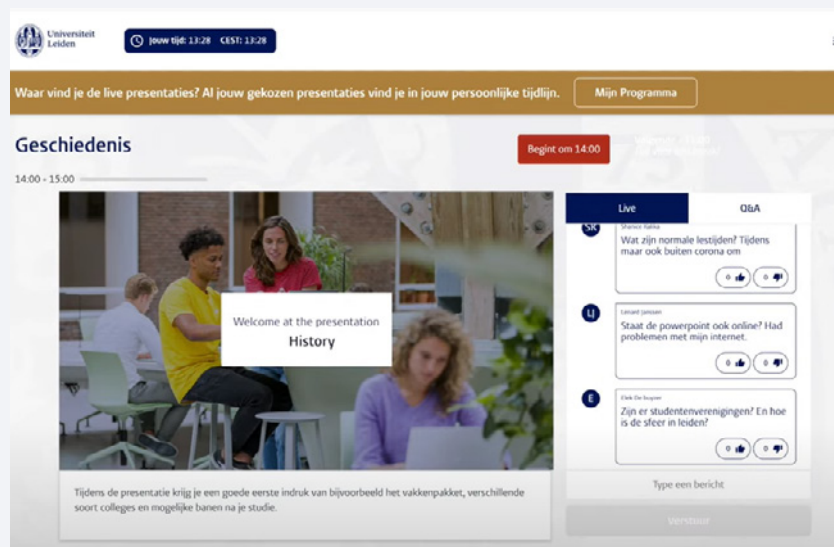 Universiteit
Leiden
Jouw tijd: 13:28 CEST: 13:28
Waar vind je de live presentaties? Al jouw gekozen presentaties vind je in jouw persoonlijke tijdlijn.
Mijn Programma
Geschiedenis
Begint om 14:00
14:00 - 15:00
Welcome at the presentation
History
Tijdens de presentatie krijg je een goede eerste indruk van bijvoorbeeld het vakkenpakket, verschillende
soort colleges en mogelijke banen na je studie.
Live
Q&A
SK
Wat zijn normale lestijden? Tijdens
maar ook buiten corona om
0
0
LJ
Lenard Janssen
Staat de powerpoint ook online? Had
problemen met mijn internet.
0
0
E
Zijn er studentenverenigingen? En hoe
is de sfeer in leiden?
0
0
Type een bericht
Verstuur